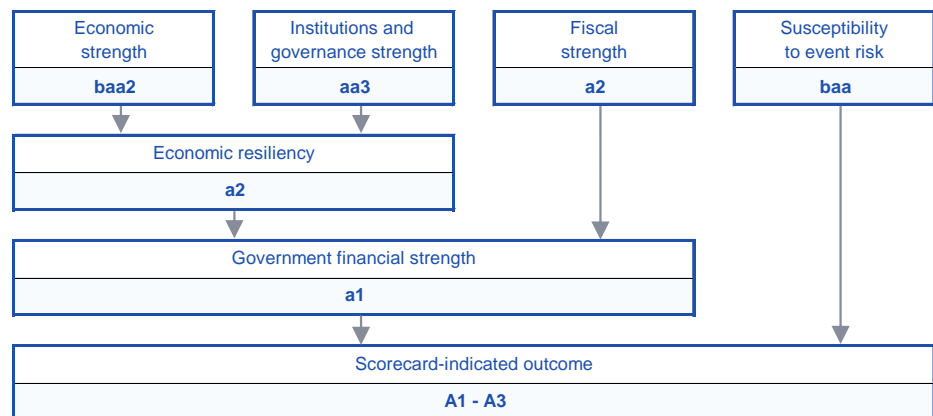 Economic
strength
baa2
Institutions and
governance strength
aa3
Fiscal
strength
a2
Susceptibility
to event risk
baa
Economic resiliency
a2
Government financial strength
a1
Scorecard-indicated outcome
A1 - A3